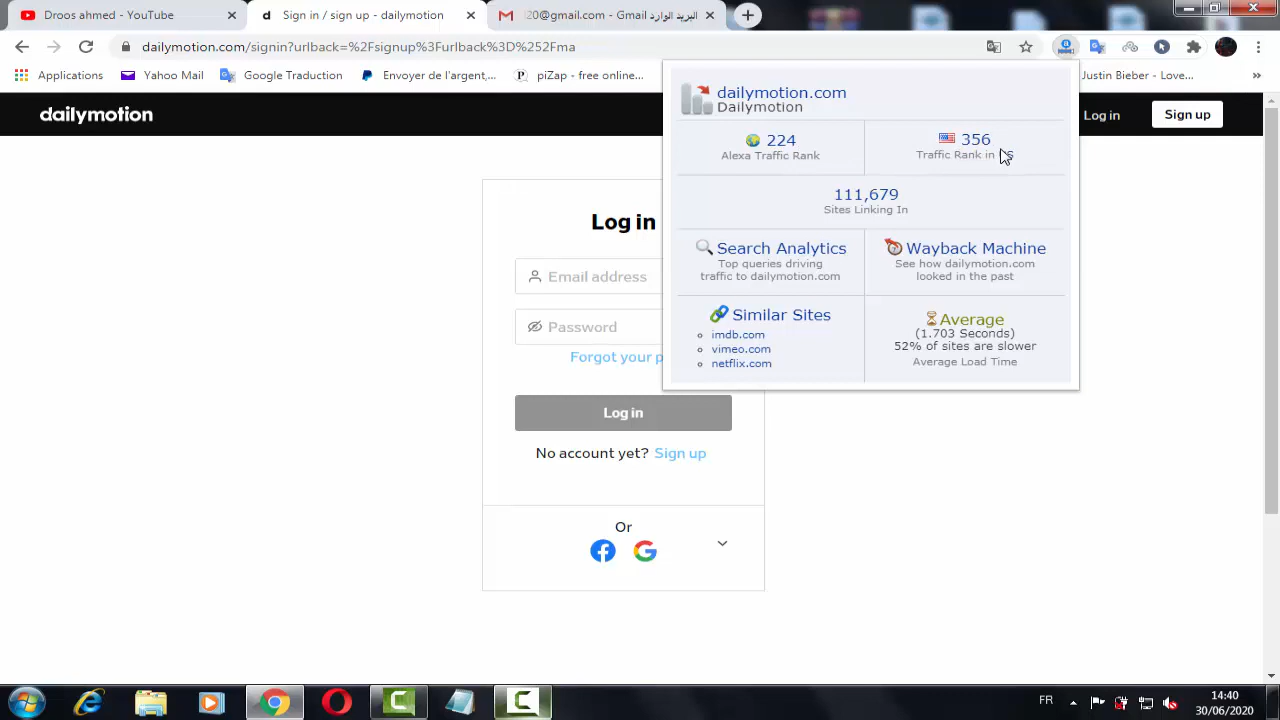 Droos ahmed - YouTube
Sign in / sign up - dailymotion
20@gmail.com - Gmail البريد الوارد
dailymotion.com/signin?urlback=%2Fsignup%3Furlback%3D%252Fma
Applications
Yahoo Mail
Google Traduction
Envoyer de l'argent,...
piZap - free online...
Justin Bieber - Love...
dailymotion
Log in
Sign up
dailymotion.com
Dailymotion
224
Alexa Traffic Rank
356
Traffic Rank in
111,679
Sites Linking In
Search Analytics
Top queries driving
traffic to dailymotion.com
Wayback Machine
See how dailymotion.com
looked in the past
Similar Sites
imdb.com
vimeo.com
netflix.com
Average
(1.703 Seconds)
52% of sites are slower
Average Load Time
Log in
Email address
Password
Forgot your p
Log in
No account yet? Sign up
Or
FR
14:40
30/06/2020